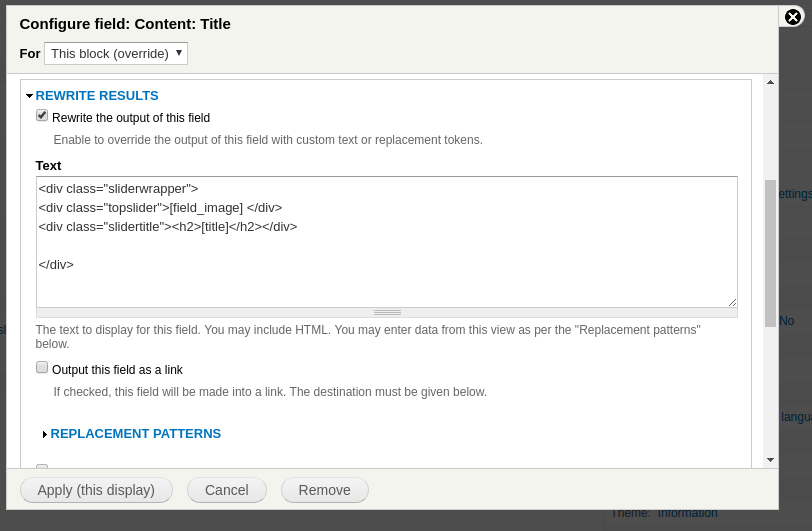 Configure field: Content: Title
For This block (override)
REWRITE RESULTS
Rewrite the output of this field
Enable to override the output of this field with custom text or replacement tokens.
Text
<div class="sliderwrapper">
<div class="topslider">[field_image] </div>
<div class="slidertitle"><h2>[title]</h2></div>
</div>
The text to display for this field. You may include HTML. You may enter data from this view as per the "Replacement patterns"
below.
Output this field as a link
If checked, this field will be made into a link. The destination must be given below.
REPLACEMENT PATTERNS
Apply (this display) Cancel Remove
No
Theme: Information